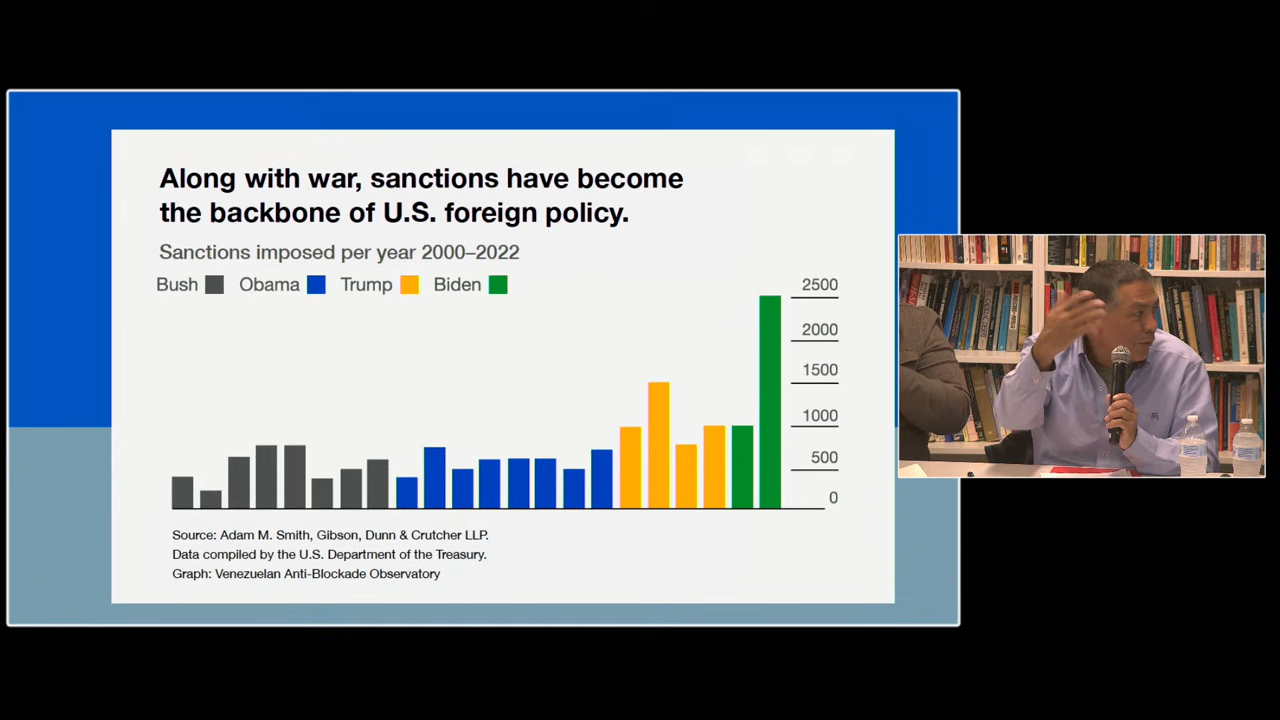 Along with war, sanctions have become
the backbone of U.S. foreign policy.
Sanctions imposed per year 2000–2022
Bush Obama Trump Biden
2500
2000
1500
1000
500
0
Source: Adam M. Smith, Gibson, Dunn & Crutcher LLP.
Data compiled by the U.S. Department of the Treasury.
Graph: Venezuelan Anti-Blockade Observatory